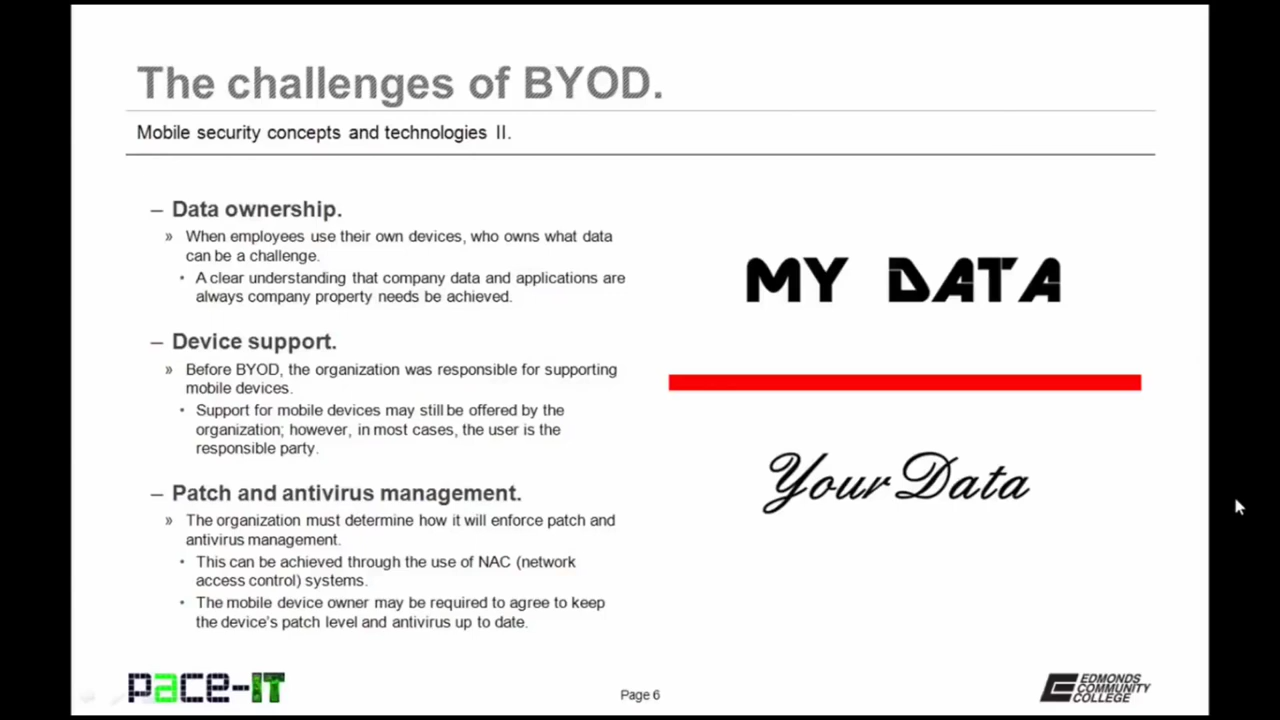 The challenges of BYOD.
Mobile security concepts and technologies II.
– Data ownership.
» When employees use their own devices, who owns what data
can be a challenge.
• A clear understanding that company data and applications are
always company property needs be achieved.
– Device support.
» Before BYOD, the organization was responsible for supporting
mobile devices.
• Support for mobile devices may still be offered by the
organization; however, in most cases, the user is the
responsible party.
– Patch and antivirus management.
» The organization must determine how it will enforce patch and
antivirus management.
• This can be achieved through the use of NAC (network
access control) systems.
• The mobile device owner may be required to agree to keep
the device's patch level and antivirus up to date.
MY DATA
Your Data
pace-IT
Page 6
EDMONDS
COMMUNITY
COLLEGE